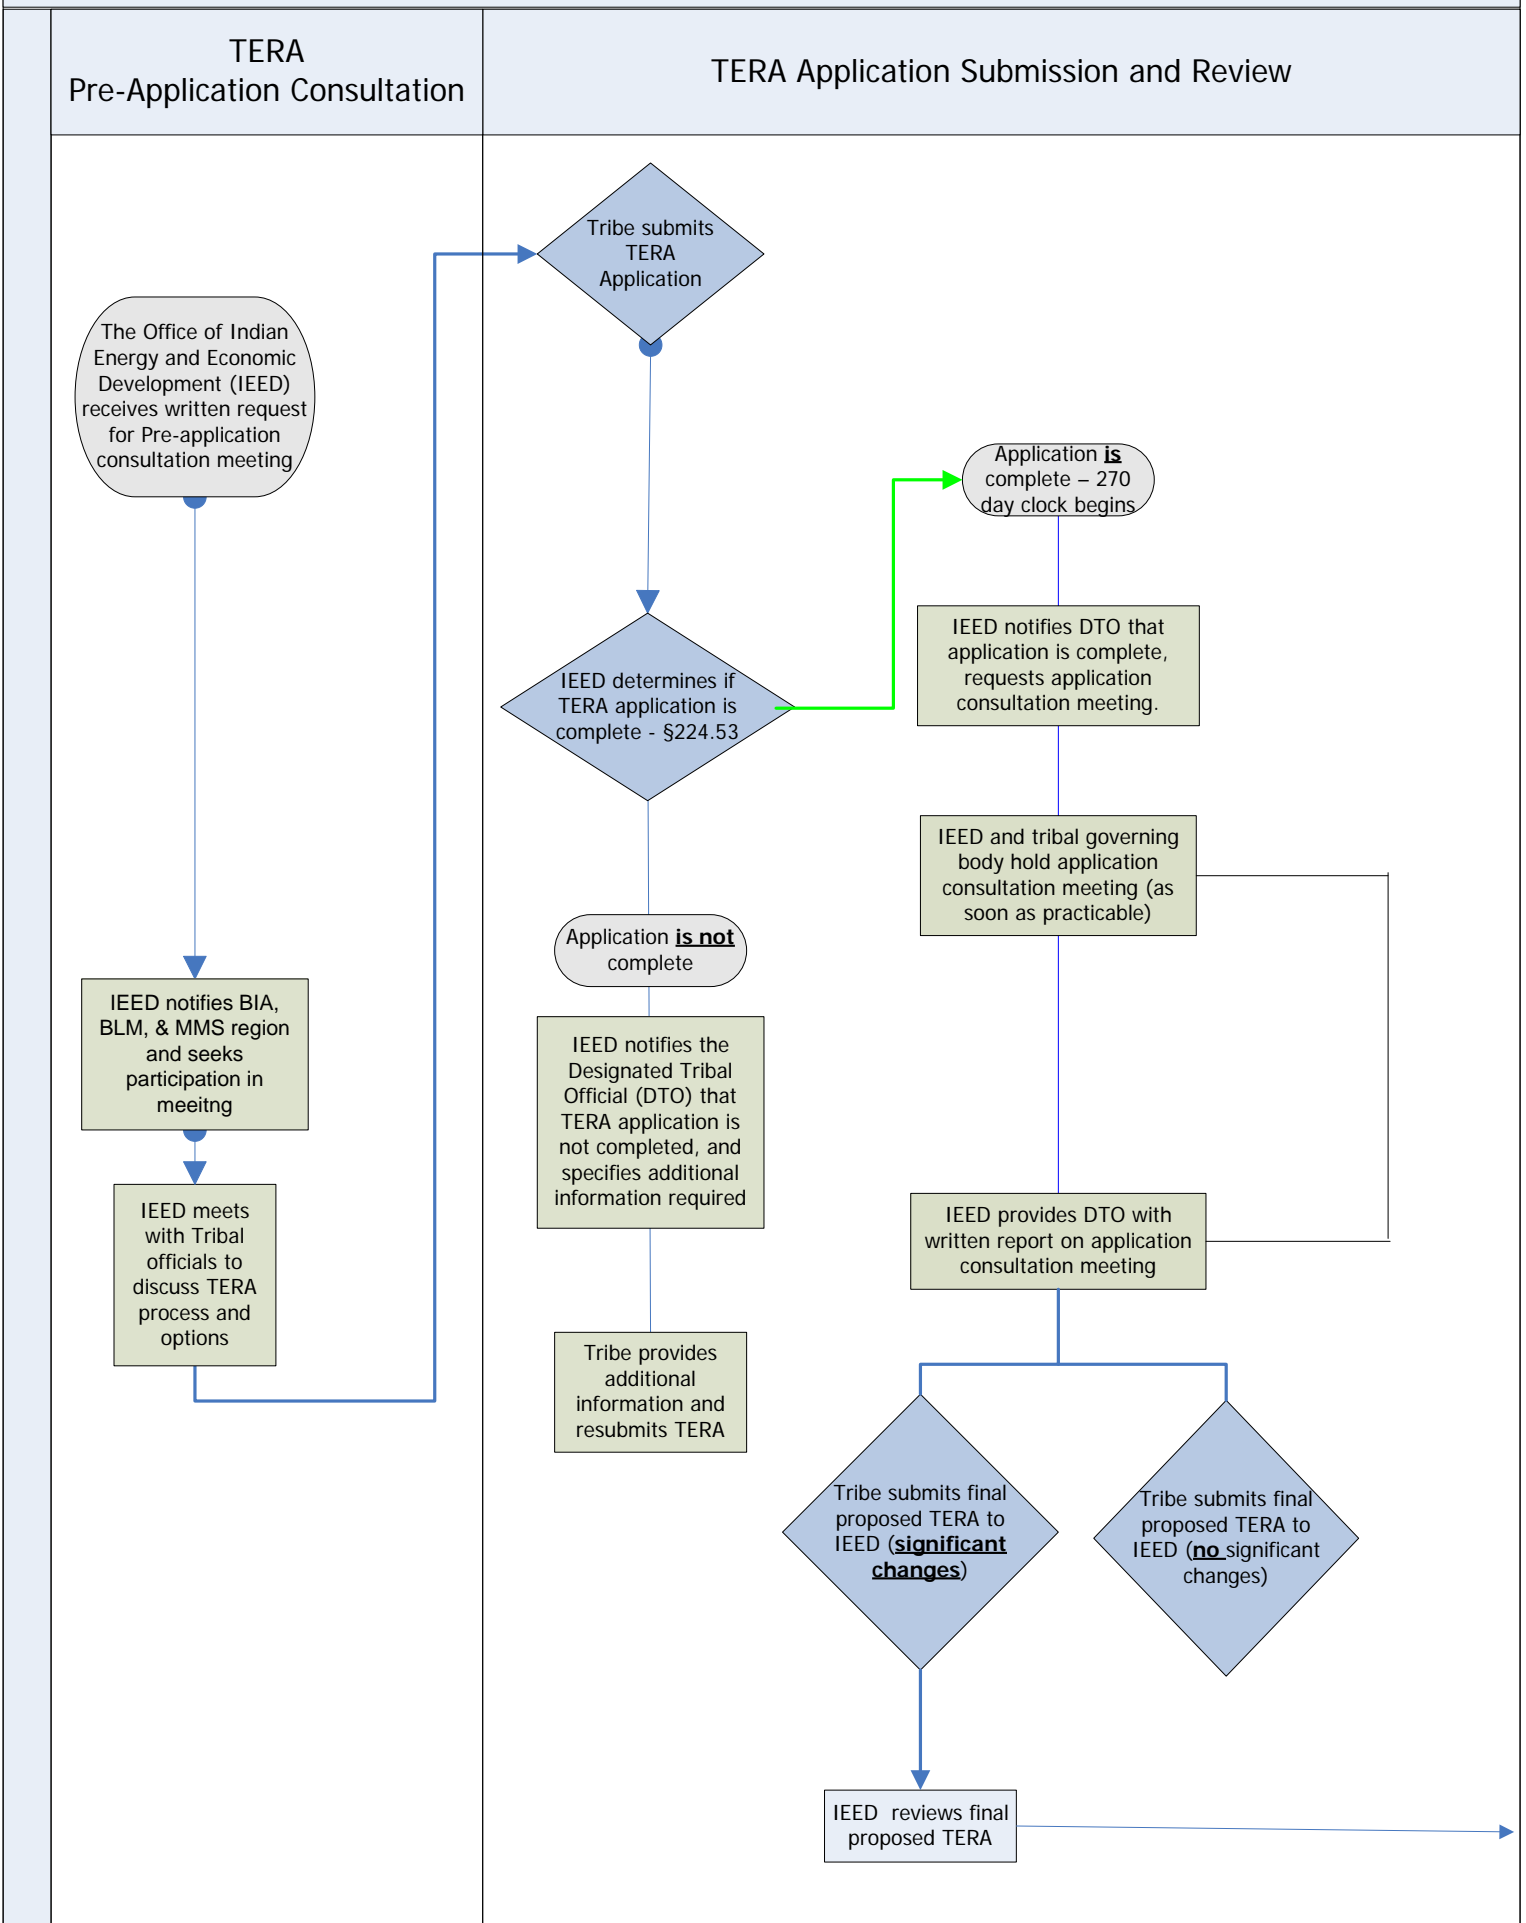 TERA
Pre-Application Consultation
TERA Application Submission and Review
The Office of Indian
Energy and Economic
Development (IEED)
receives written request
for Pre-application
consultation meeting
IEED notifies BIA,
BLM, & MMS region
and seeks
participation in
meeitng
IEED meets
with Tribal
officials to
discuss TERA
process and
options
Tribe submits
TERA
Application
IEED determines if
TERA application is
complete - §224.53
Application is not
complete
IEED notifies the
Designated Tribal
Official (DTO) that
TERA application is
not completed, and
specifies additional
information required
Tribe provides
additional
information and
resubmits TERA
Application is
complete – 270
day clock begins
IEED notifies DTO that
application is complete,
requests application
consultation meeting.
IEED and tribal governing
body hold application
consultation meeting (as
soon as practicable)
IEED provides DTO with
written report on application
consultation meeting
Tribe submits final
proposed TERA to
IEED (significant
changes)
Tribe submits final
proposed TERA to
IEED (no significant
changes)
IEED  reviews final
proposed TERA